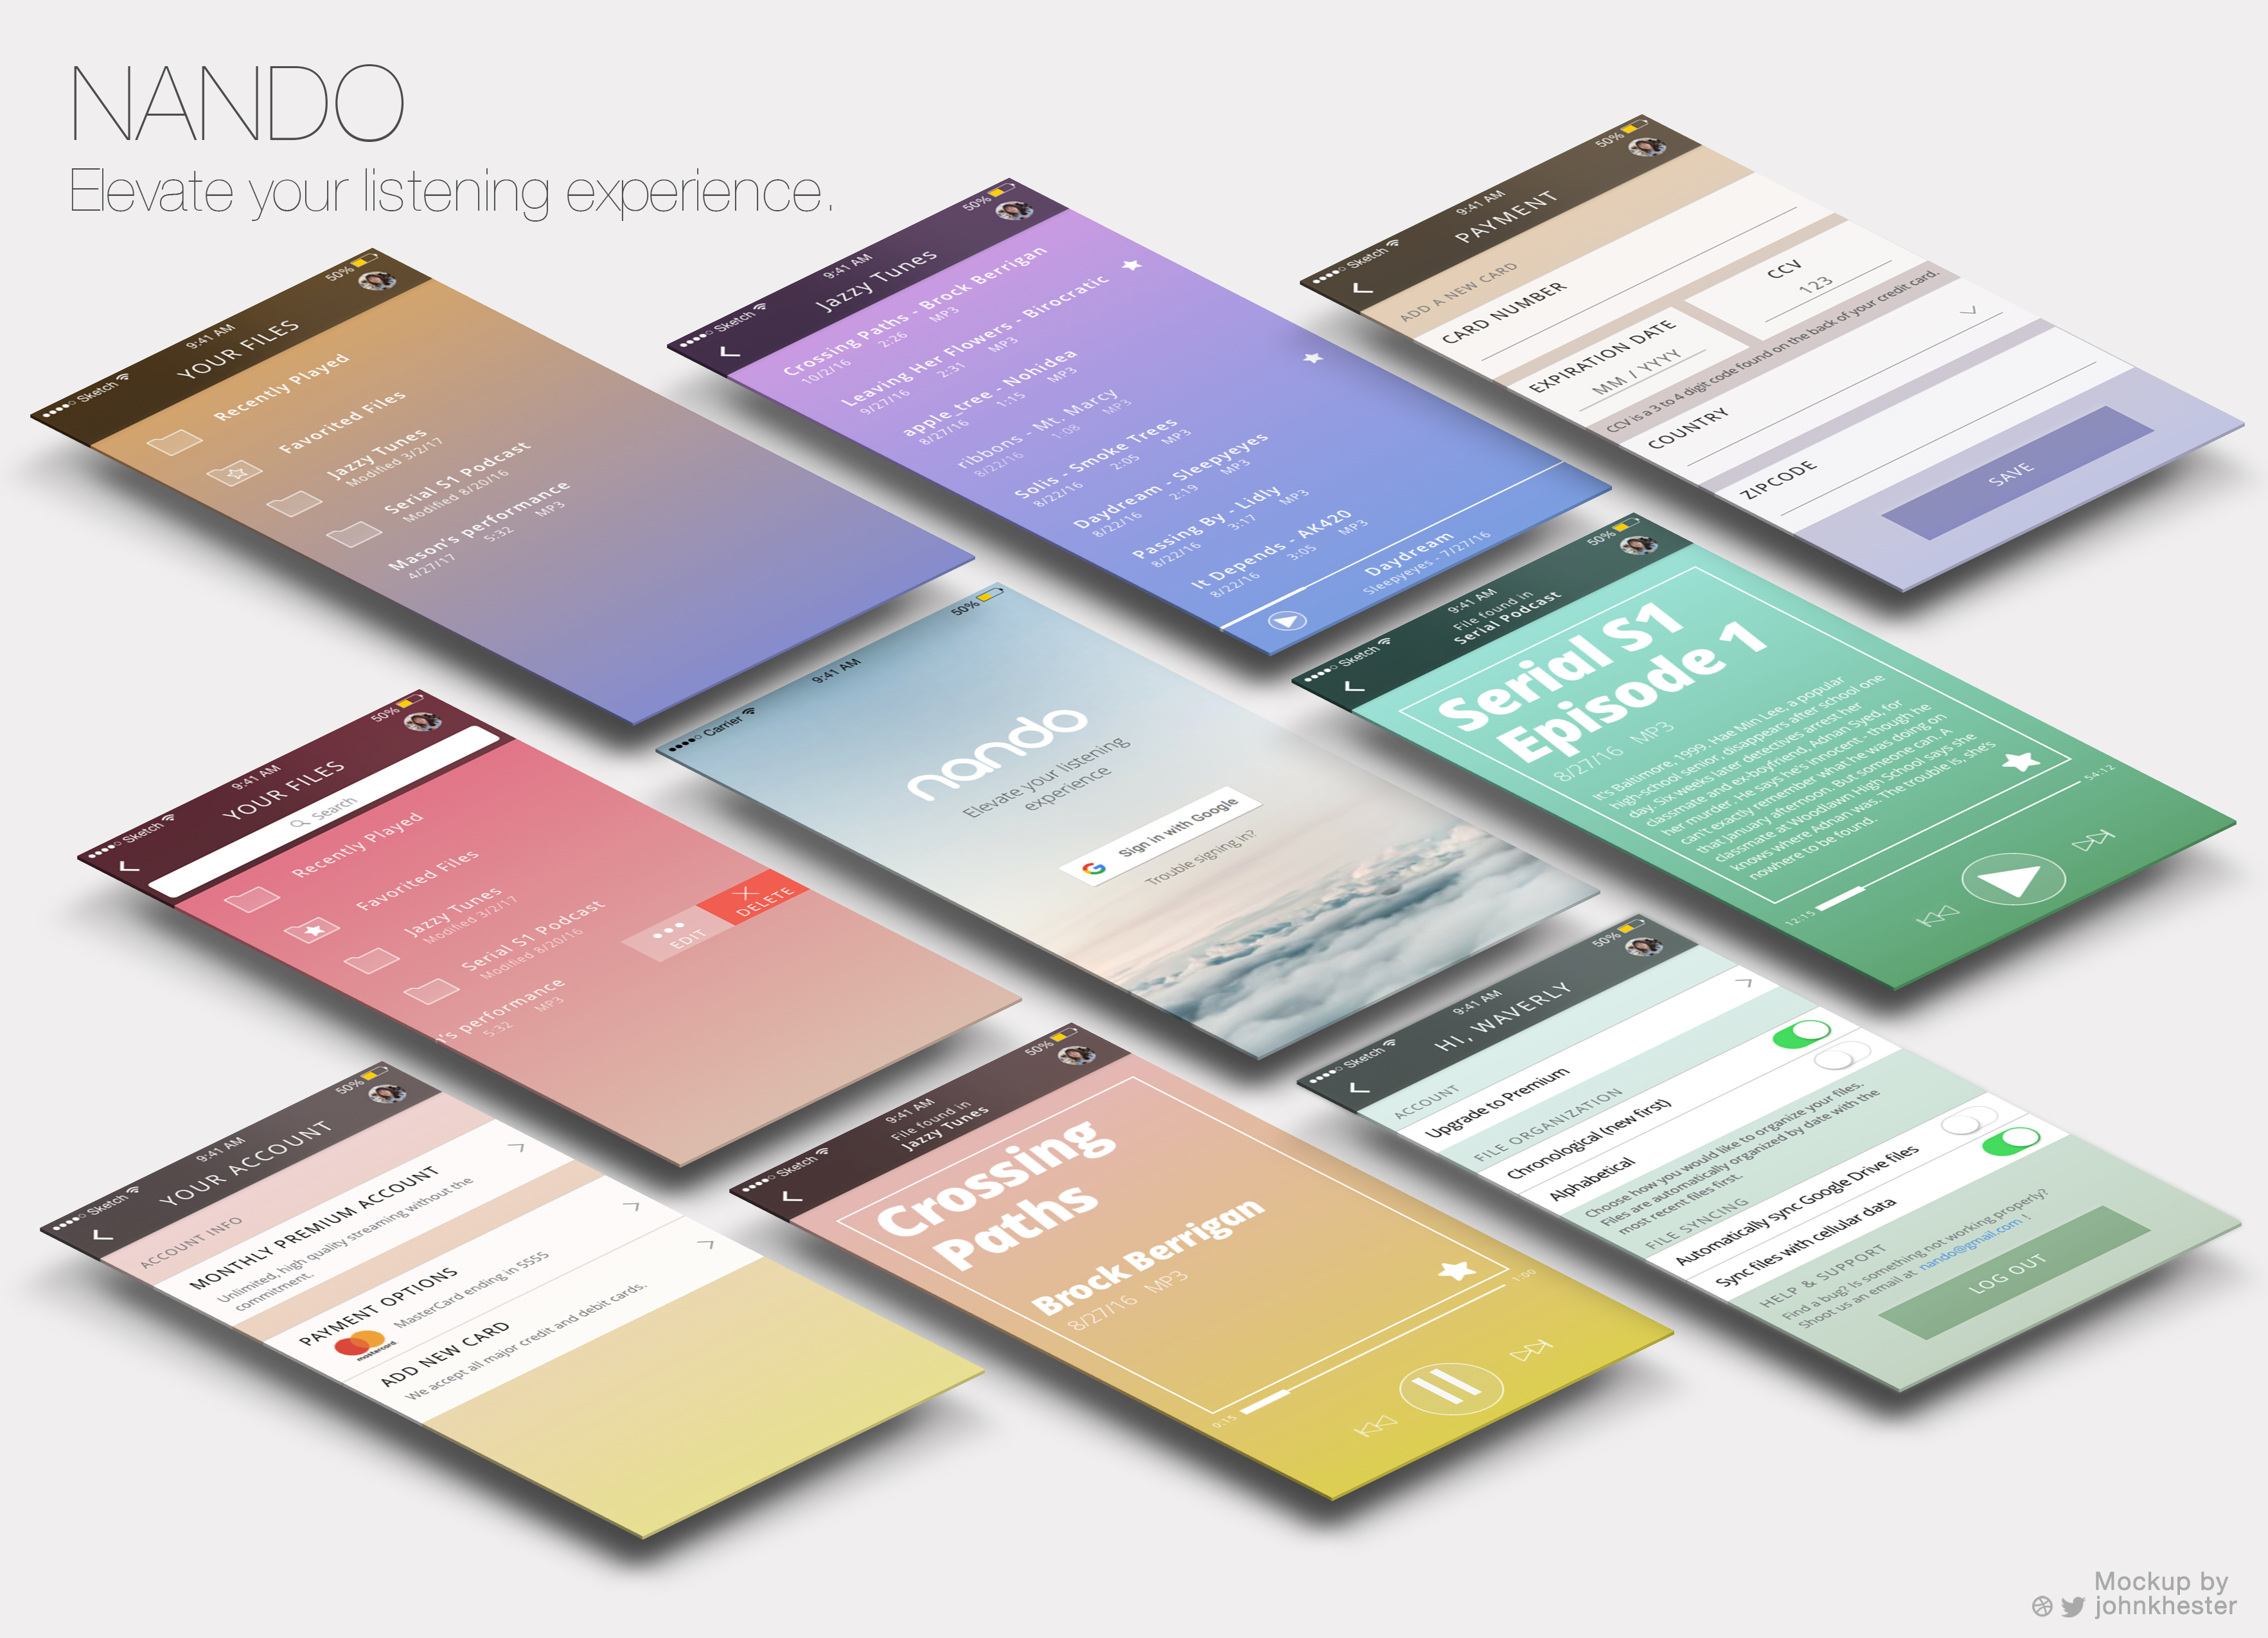 NANDO
Elevate your listening experience.
Sketch 9:41 AM 50%
YOUR FILES
Recently Played
Favorited Files
Jazzy Tunes
Modified 3/2/17
Serial S1 Podcast
Modified 8/20/16
Mason's performance
4/27/17 5:32 MP3
Sketch 9:41 AM 50%
Jazzy Tunes
Crossing Paths - Brock Berrigan
10/2/16 2:26 MP3
Leaving Her Flowers - Birocratic
9/27/16 2:31 MP3
apple_tree - Nohidea
8/27/16 1:15 MP3
ribbons - Mt. Marcy
8/22/16 1:08 MP3
Solis - Smoke Trees
8/22/16 2:05 MP3
Daydream - Sleepyeyes
8/22/16 2:19 MP3
Passing By - Lidly
8/22/16 3:17 MP3
It Depends - AK420
8/22/16 3:05 MP3
Daydream
Sleepyeyes - 7/27/16
Sketch 9:41 AM 50%
PAYMENT
ADD A NEW CARD
CARD NUMBER
EXPIRATION DATE
MM / YYYY
CCV
123
CCV is a 3 to 4 digit code found on the back of your credit card.
COUNTRY
ZIPCODE
SAVE
Sketch 9:41 AM 50%
YOUR FILES
Search
Recently Played
Favorited Files
Jazzy Tunes
Modified 3/2/17
Serial S1 Podcast
Modified 8/20/16
EDIT
DELETE
's performance
5:32 MP3
Carrier 9:41 AM 50%
nando
Elevate your listening
experience
Sign in with Google
Trouble signing in?
Sketch 9:41 AM 50%
File found in
Serial Podcast
Serial S1
Episode 1
8/27/16 MP3
It's Baltimore, 1999. Hae Min Lee, a popular
high-school senior, disappears after school one
day. Six weeks later detectives arrest her
classmate and ex-boyfriend, Adnan Syed, for
her murder. He says he's innocent - though he
can't exactly remember what he was doing on
that January afternoon. But someone can. A
classmate at Woodlawn High School says she
knows where Adnan was. The trouble is, she's
nowhere to be found.
12:15
54:12
Sketch 9:41 AM 50%
YOUR ACCOUNT
ACCOUNT INFO
MONTHLY PREMIUM ACCOUNT
Unlimited, high quality streaming without the
commitment.
PAYMENT OPTIONS
mastercard
MasterCard ending in 5555
ADD NEW CARD
We accept all major credit and debit cards.
Sketch 9:41 AM 50%
File found in
Jazzy Tunes
Crossing
Paths
Brock Berrigan
8/27/16 MP3
0:15
1:00
Sketch 9:41 AM 50%
HI, WAVERLY
ACCOUNT
Upgrade to Premium
FILE ORGANIZATION
Chronological (new first)
Alphabetical
Choose how you would like to organize your files.
Files are automatically organized by date with the
most recent files first.
FILE SYNCING
Automatically sync Google Drive files
Sync files with cellular data
HELP & SUPPORT
Find a bug? Is something not working properly?
Shoot us an email at nando@gmail.com !
LOG OUT
Mockup by
johnkhester